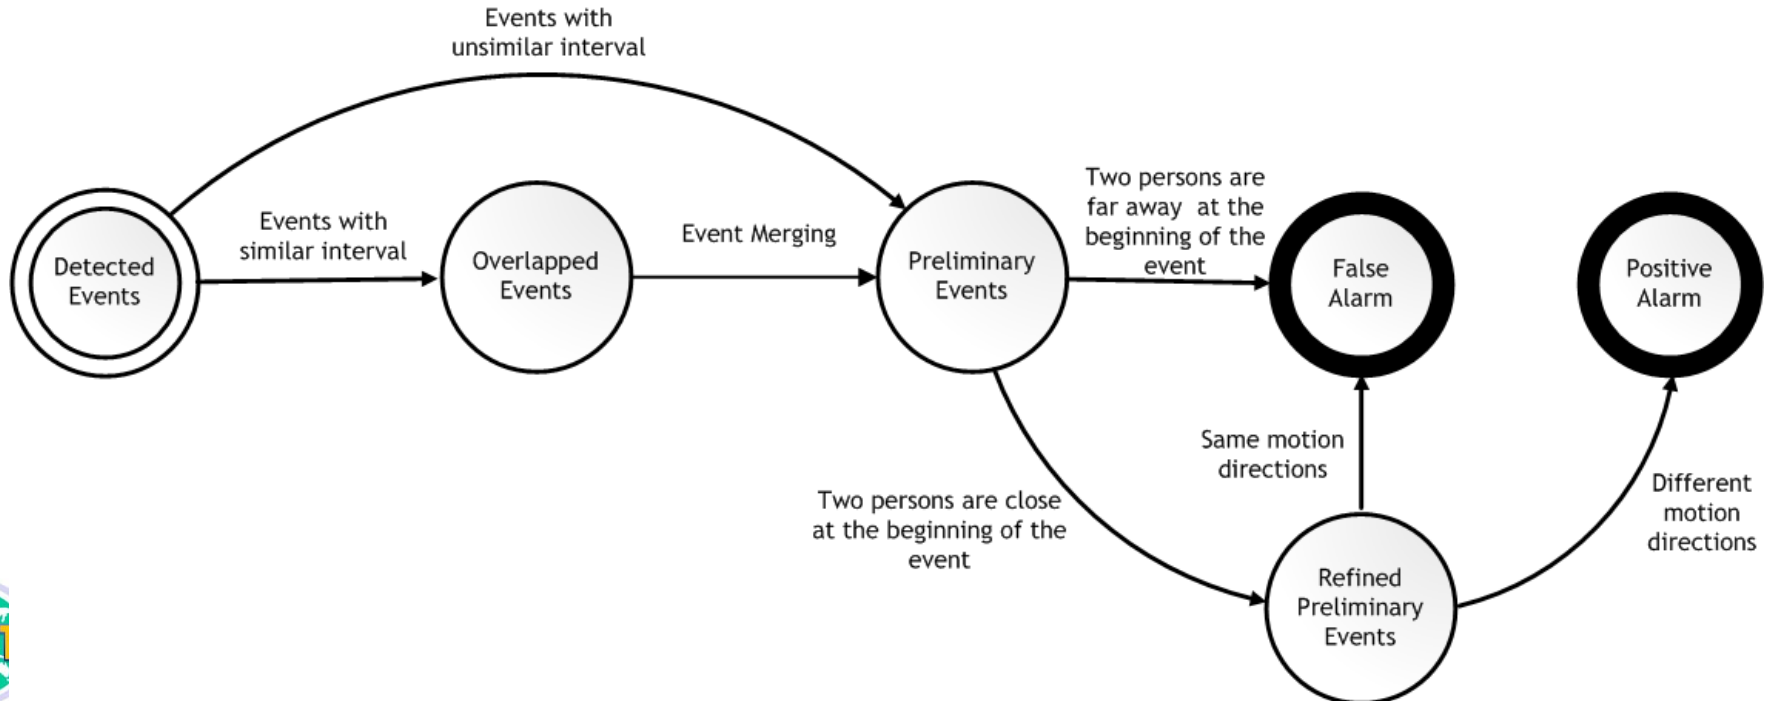 Events with
unsimilar interval
Detected
Events
Events with
similar interval
Overlapped
Events
Event Merging
Preliminary
Events
Two persons are
far away at the
beginning of the
event
False
Alarm
Positive
Alarm
Two persons are close
at the beginning of the
event
Same motion
directions
Refined
Preliminary
Events
Different
motion
directions